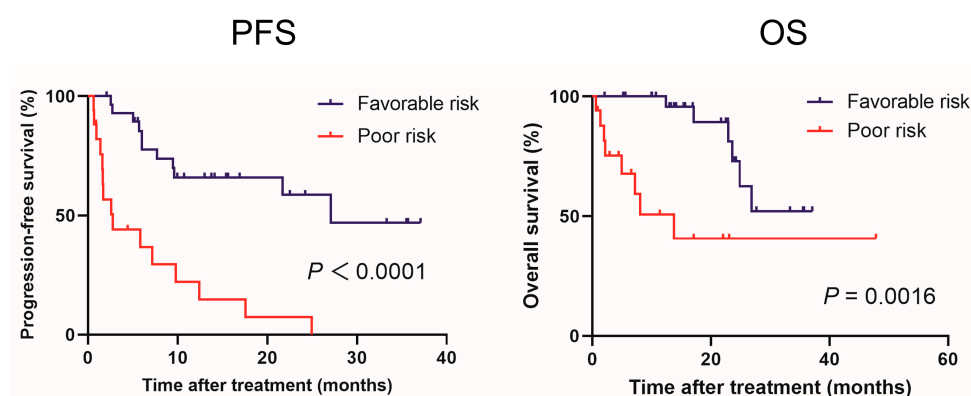 PFS
Progression-free survival (%)
100
50
0
Favorable risk
Poor risk
P < 0.0001
0 10 20 30 40
Time after treatment (months)
OS
Overall survival (%)
100
50
0
Favorable risk
Poor risk
P = 0.0016
0 20 40 60
Time after treatment (months)